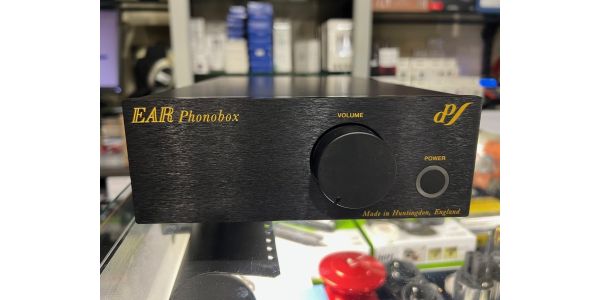 EAR Phonobox
VOLUME
POWER
Made in Huntingdon, England